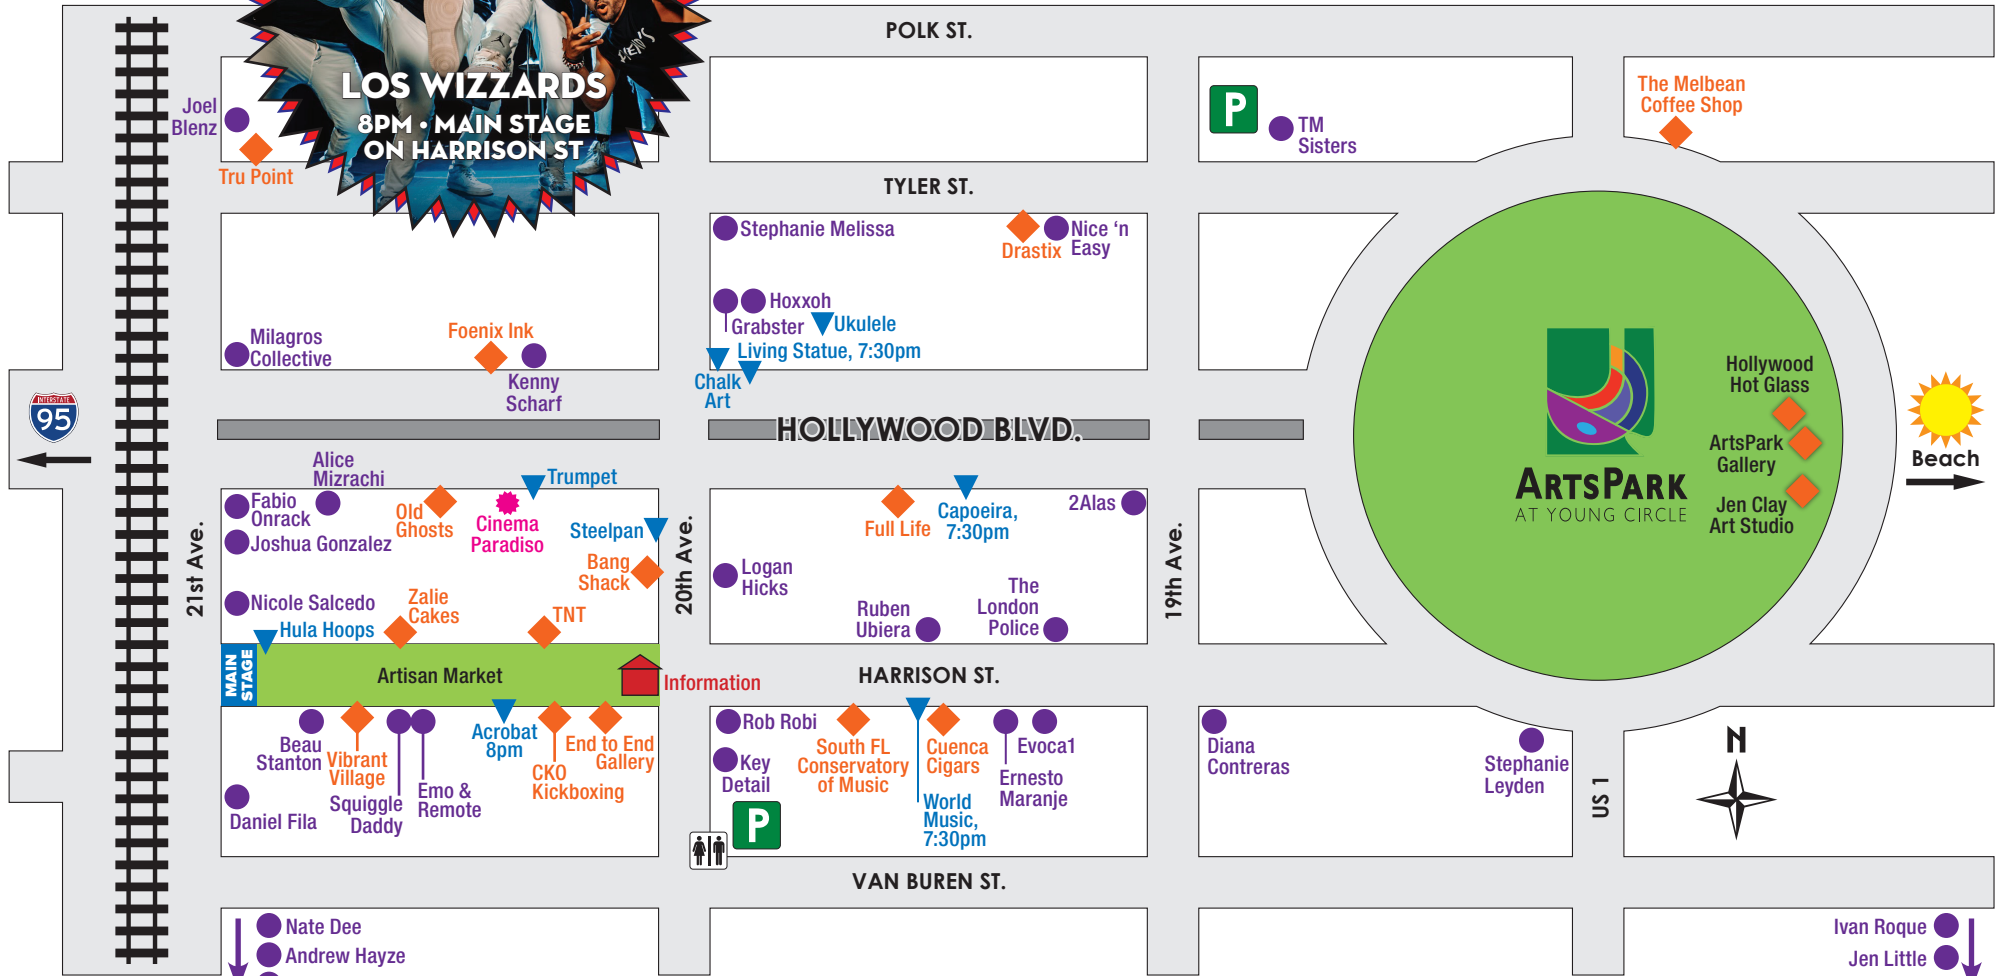 POLK ST.
LOS WIZZARDS
8PM • MAIN STAGE
ON HARRISON ST
Joel
Blenz
Tru Point
P
TM
Sisters
The Melbean
Coffee Shop
TYLER ST.
Stephanie Melissa
Drastix
Nice ‘n
Easy
Hoxxoh
Grabster
Ukulele
Living Statue, 7:30pm
Chalk
Art
Milagros
Collective
Foenix Ink
Kenny
Scharf
INTERSTATE
95
HOLLYWOOD BLVD.
Hollywood
Hot Glass
ArtsPark
Gallery
Jen Clay
Art Studio
ARTSPARK
AT YOUNG CIRCLE
Beach
Alice
Mizrachi
Fabio
Onrack
Joshua Gonzalez
Old
Ghosts
Cinema
Paradiso
Trumpet
Steelpan
Bang
Shack
Nicole Salcedo
Hula Hoops
Zalie
Cakes
TNT
21st Ave.
20th Ave.
19th Ave.
Full Life
Capoeira,
7:30pm
2Alas
Logan
Hicks
Ruben
Ubiera
The
London
Police
MAIN
STAGE
Artisan Market
Information
HARRISON ST.
Beau
Stanton
Vibrant
Village
Squiggle
Daddy
Emo &
Remote
Acrobat
8pm
CKO
Kickboxing
End to End
Gallery
Daniel Fila
Rob Robi
Key
Detail
P
South FL
Conservatory
of Music
Cuenca
Cigars
World
Music,
7:30pm
Ernesto
Maranje
Evoca1
Diana
Contreras
Stephanie
Leyden
US 1
N
VAN BUREN ST.
Nate Dee
Andrew Hayze
Ivan Roque
Jen Little